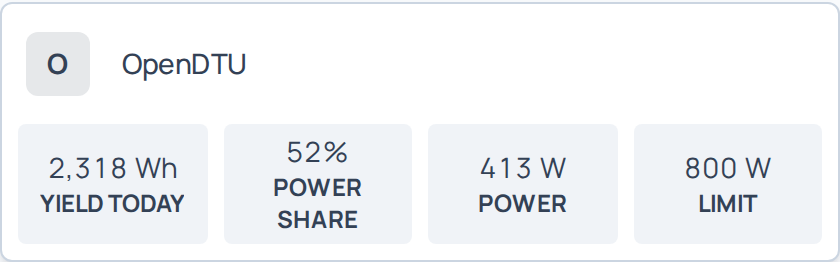 O
OpenDTU
2,318 Wh
YIELD TODAY
52%
POWER
SHARE
413 W
POWER
800 W
LIMIT